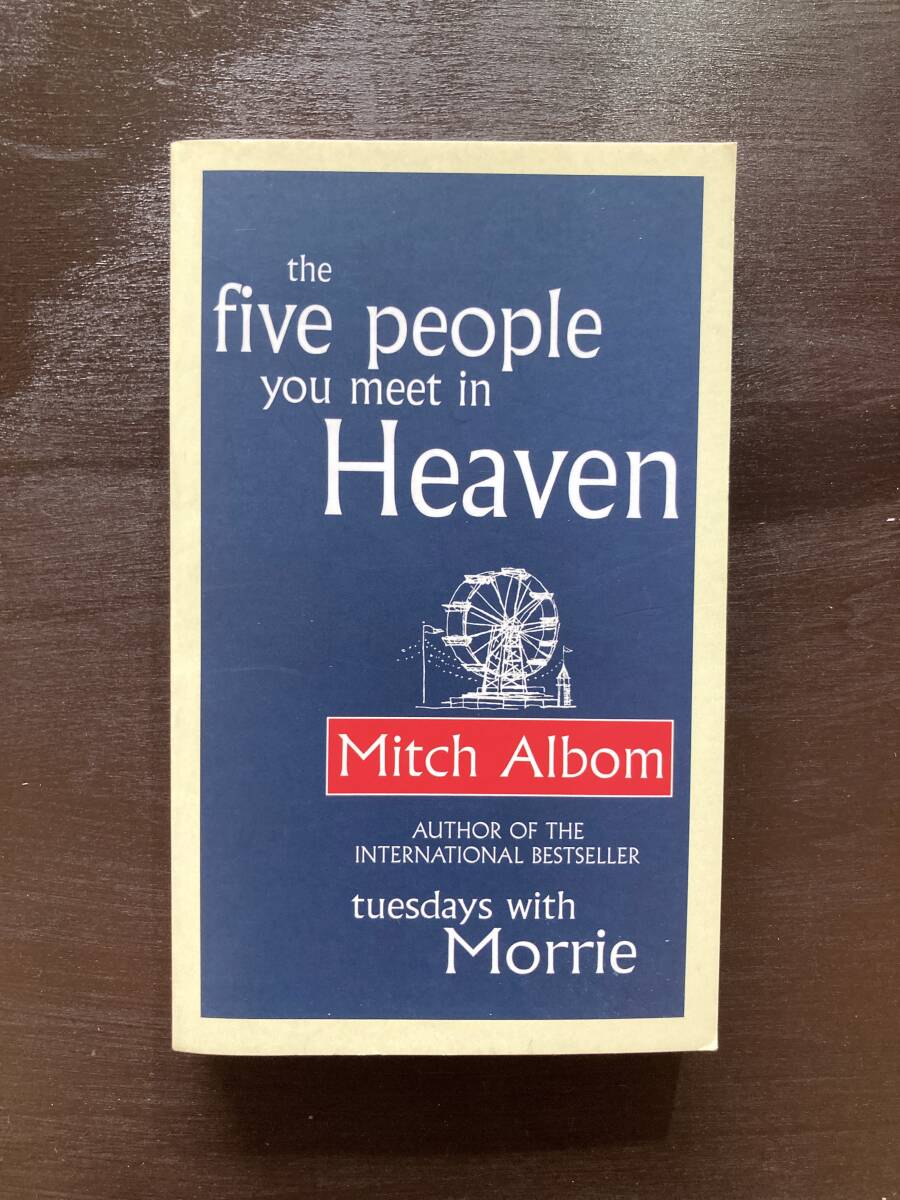 the
five people
you meet in
Heaven
Mitch Albom
AUTHOR OF THE
INTERNATIONAL BESTSELLER
tuesdays with
Morrie